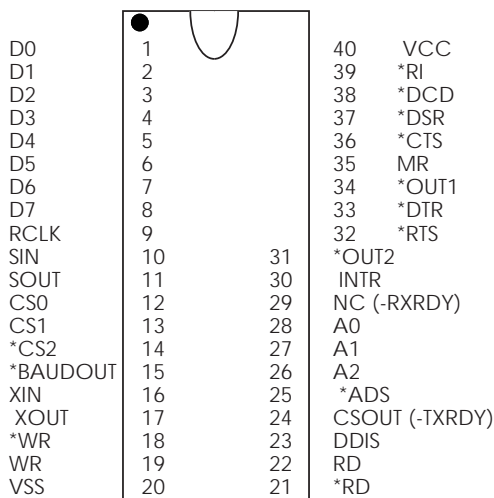 D0 1 40 VCC
D1 2 39 *RI
D2 3 38 *DCD
D3 4 37 *DSR
D4 5 36 *CTS
D5 6 35 MR
D6 7 34 *OUT1
D7 8 33 *DTR
RCLK 9 32 *RTS
SIN 10 31 *OUT2
SOUT 11 30 INTR
CS0 12 29 NC (-RXRDY)
CS1 13 28 A0
*CS2 14 27 A1
*BAUDOUT 15 26 A2
XIN 16 25 *ADS
XOUT 17 24 CSOUT (-TXRDY)
*WR 18 23 DDIS
WR 19 22 RD
VSS 20 21 *RD